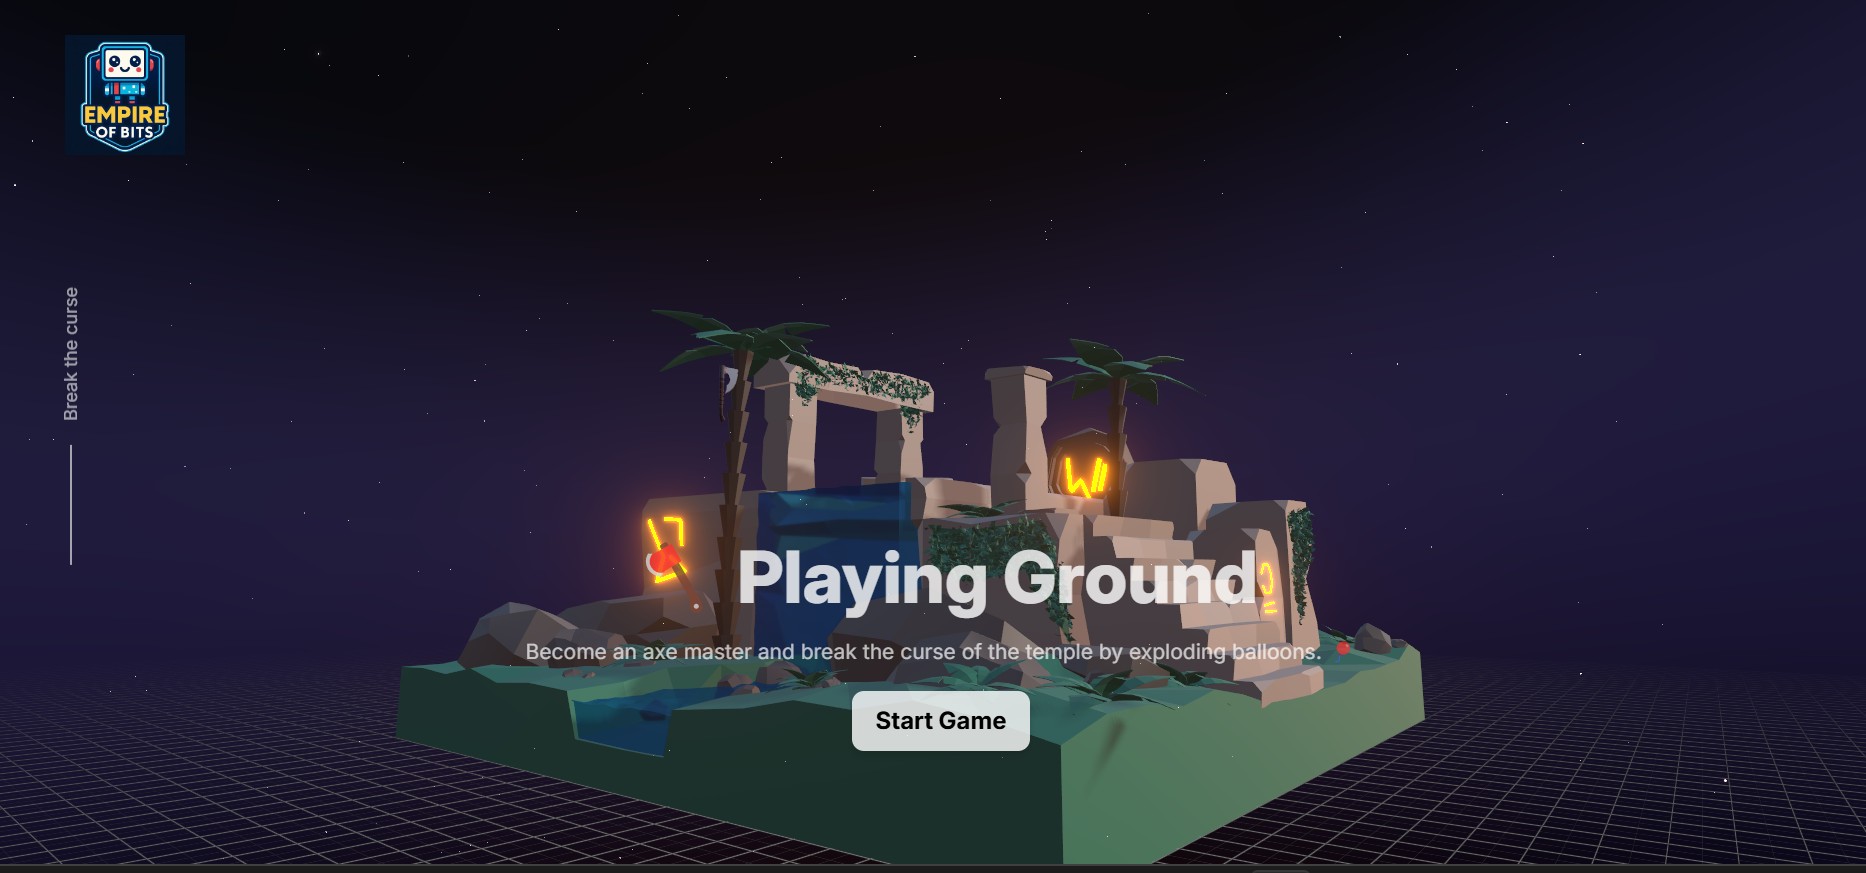 EMPIRE
OF BITS
Break the curse
Playing Ground
Become an axe master and break the curse of the temple by exploding balloons.
Start Game